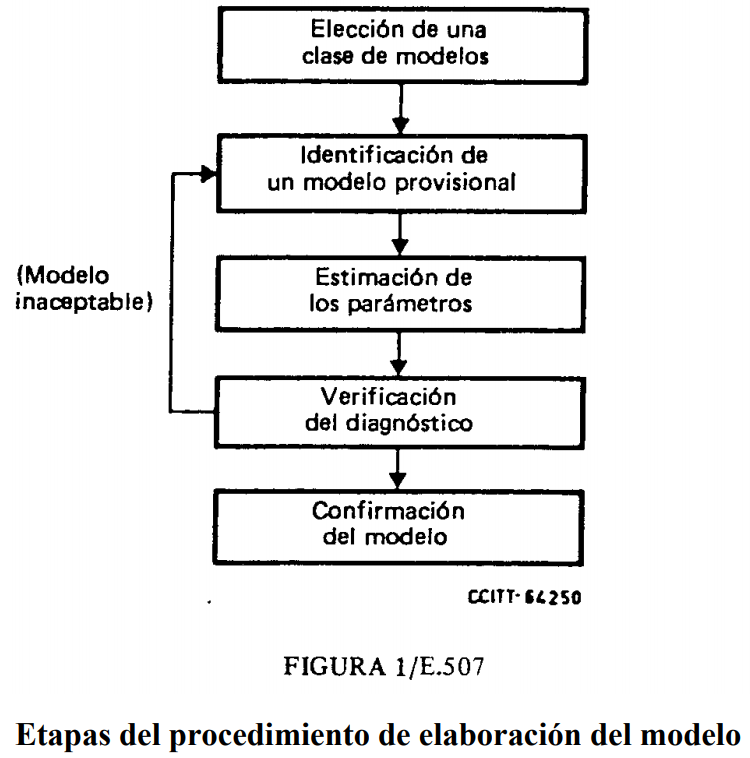 Elección de una
clase de modelos
Identificación de
un modelo provisional
(Modelo
inaceptable)
Estimación de
los parámetros
Verificación
del diagnóstico
Confirmación
del modelo
CCITT-64250
FIGURA 1/E.507
Etapas del procedimiento de elaboración del modelo